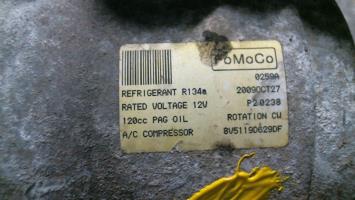 FoMoCo
0259A
REFRIGERANT R134a 2009OCT27
RATED VOLTAGE 12V P20238
120cc PAG OIL ROTATION CW
A/C COMPRESSOR 8V5119D629DF